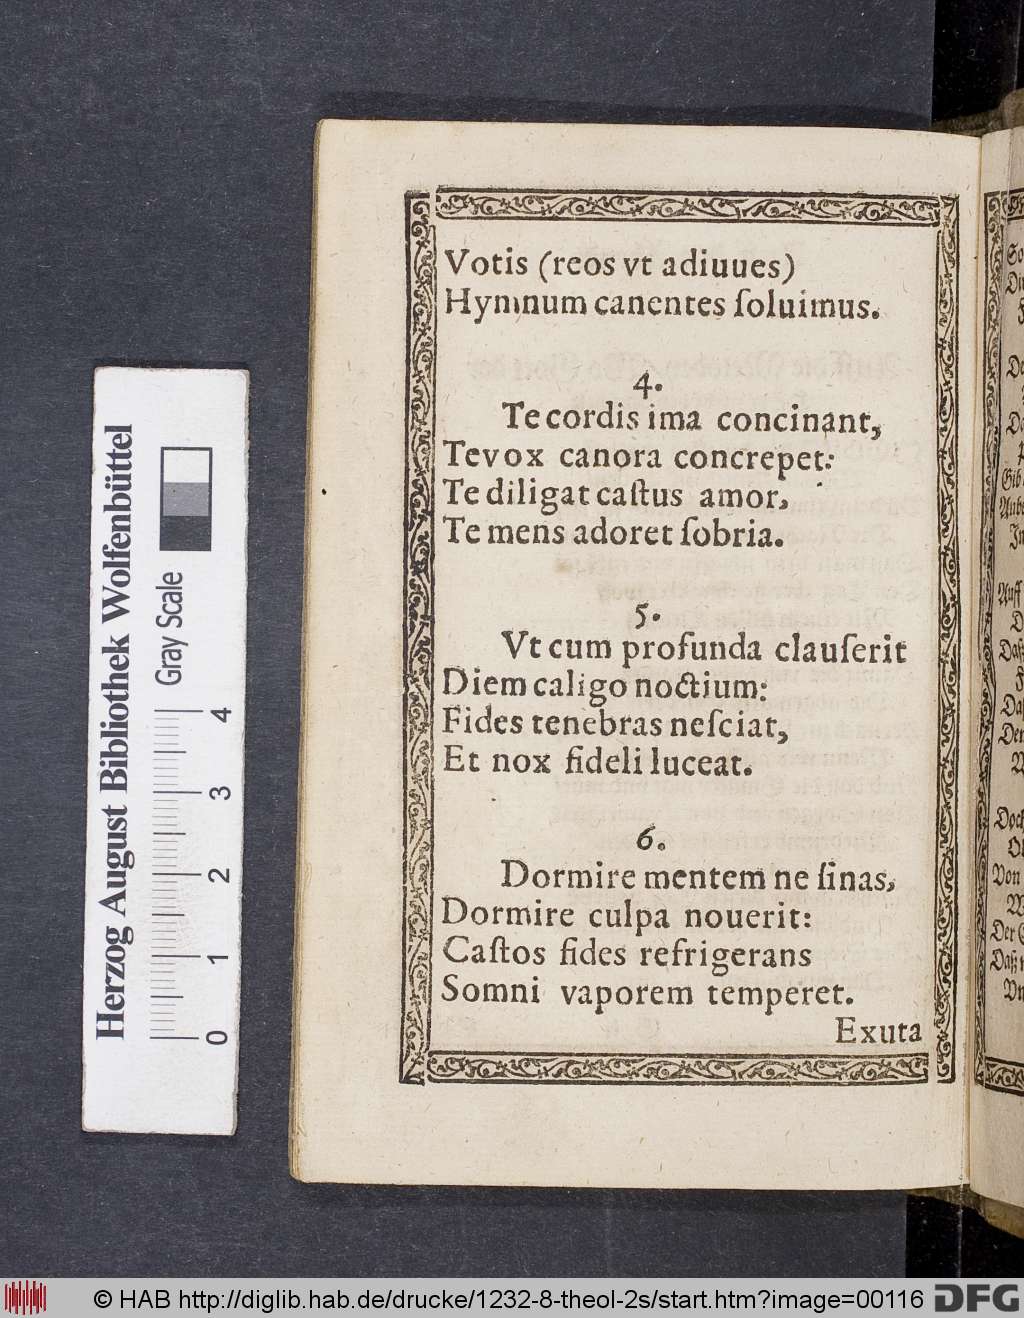 Votis (reos vt adiuues)
Hymnum canentes ſoluimus.
4.
Te cordis ima concinant,
Te vox canora concrepet:
Te diligat caſtus amor,
Te mens adoret ſobria.
5.
Vt cum profunda clauſerit
Diem caligo noctium:
Fides tenebras neſciat,
Et nox fideli luceat.
6.
Dormire mentem ne ſinas,
Dormire culpa nouerit:
Caſtos fides refrigerans
Somni vaporem temperet.
Exuta
Herzog August Bibliothek Wolfenbüttel
Gray Scale
0 1 2 3 4
© HAB http://diglib.hab.de/drucke/1232-8-theol-2s/start.htm?image=00116
DFG